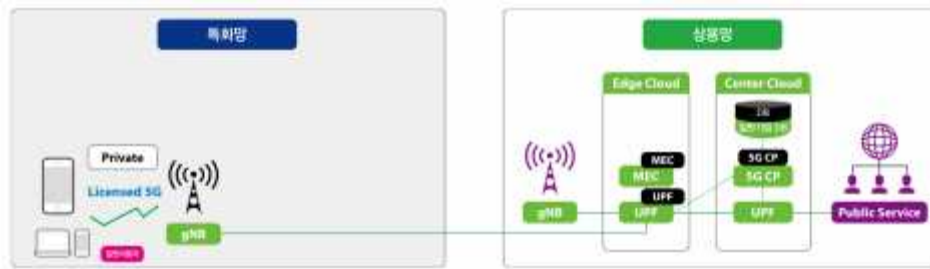 특화망
상용망
Edge Cloud
Center Cloud
Private
Licensed 5G
gNB
gNB
MEC
MEC
UPF
UPF
5G CP
5G CP
UPF
Public Service